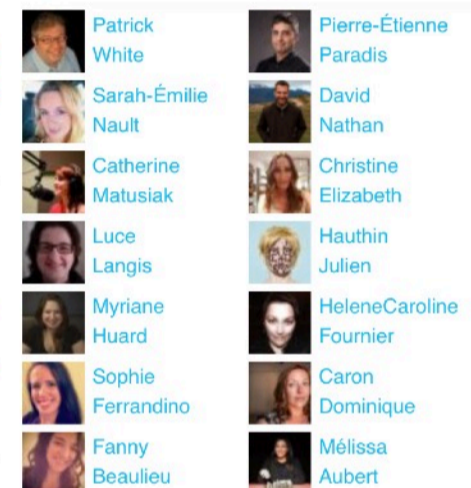 Patrick
White
Pierre-Étienne
Paradis
Sarah-Émilie
Nault
David
Nathan
Catherine
Matusiak
Christine
Elizabeth
Luce
Langis
Hauthin
Julien
Myriane
Huard
HeleneCaroline
Fournier
Sophie
Ferrandino
Caron
Dominique
Fanny
Beaulieu
Mélissa
Aubert